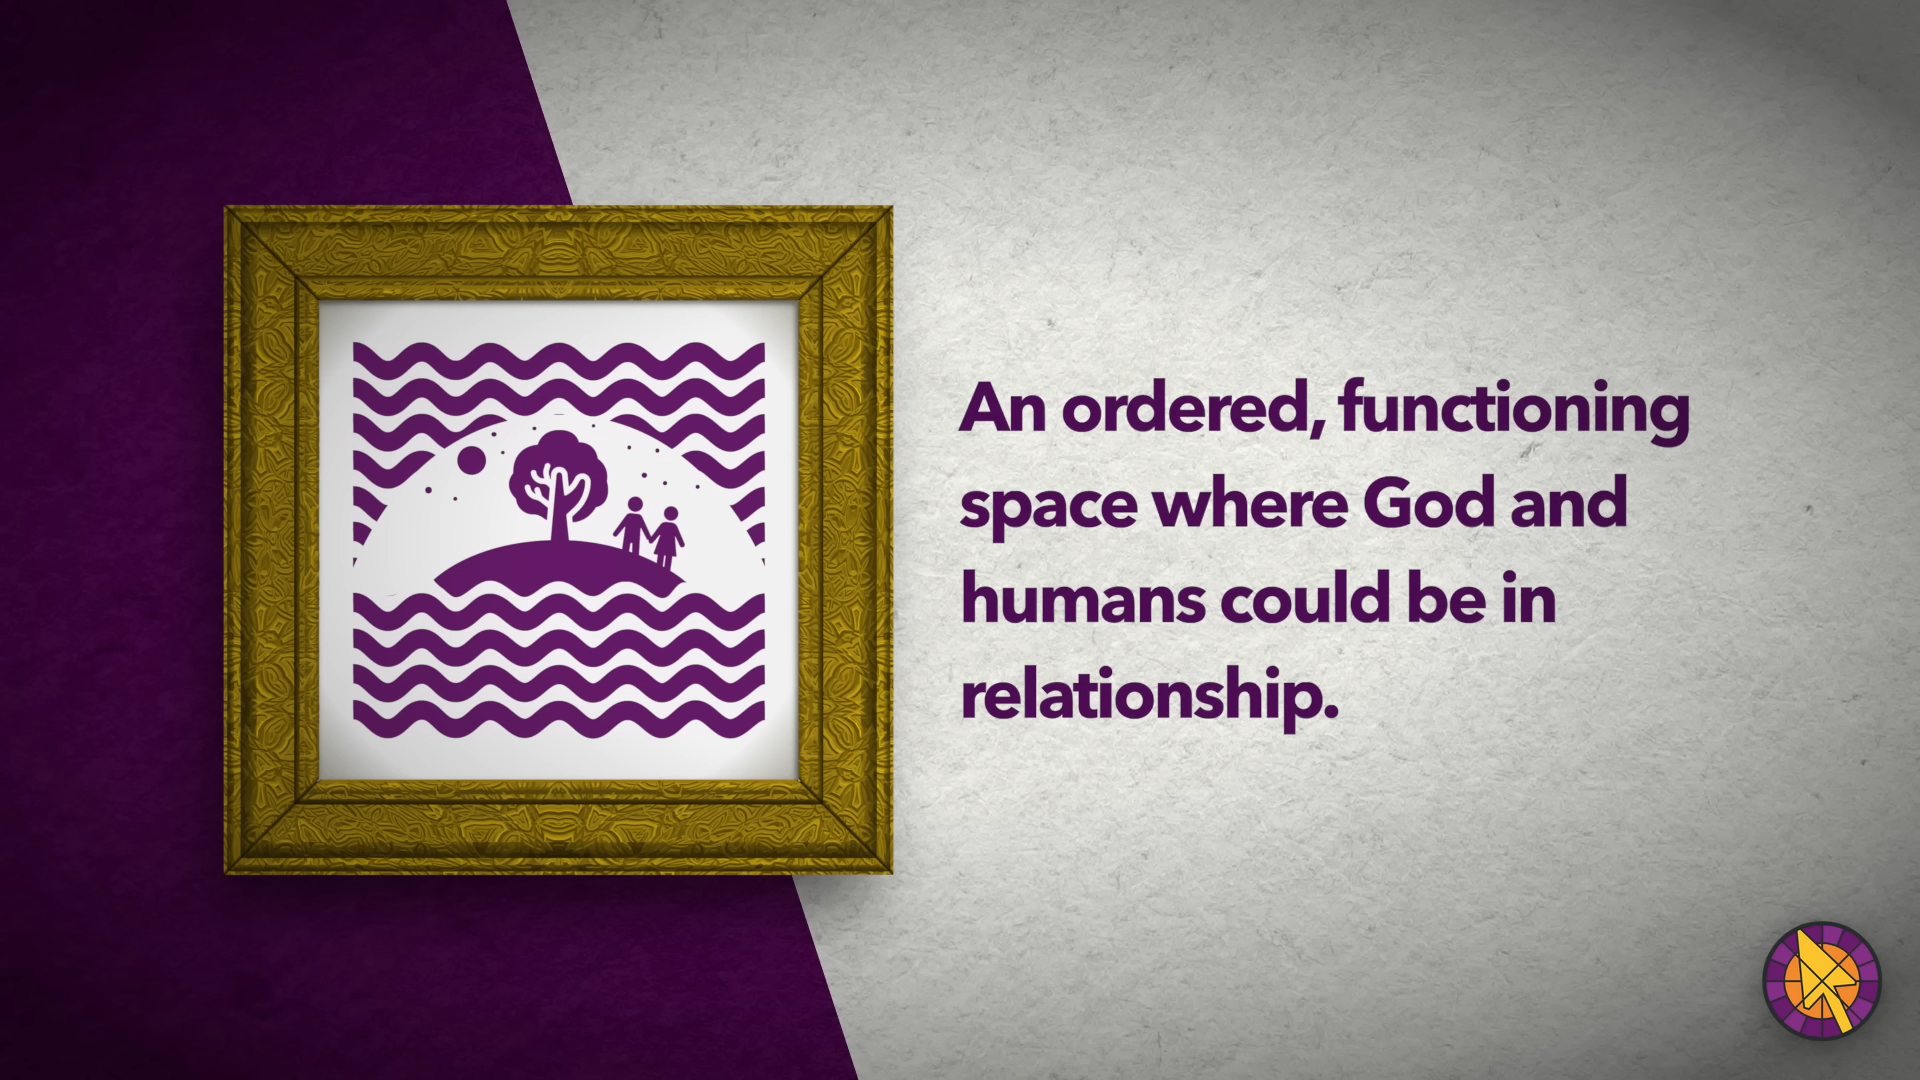 An ordered, functioning
space where God and
humans could be in
relationship.